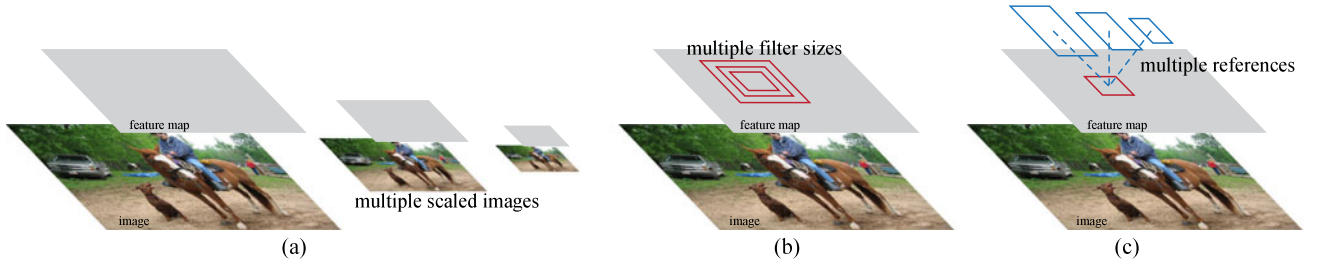 feature map
image
multiple scaled images
(a)
multiple filter sizes
feature map
image
(b)
multiple references
feature map
image
(c)